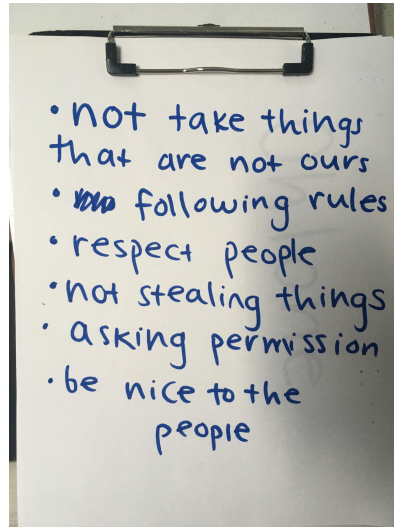 • not take things
that are not ours
• following rules
• respect people
• not stealing things
• asking permission
• be nice to the
people